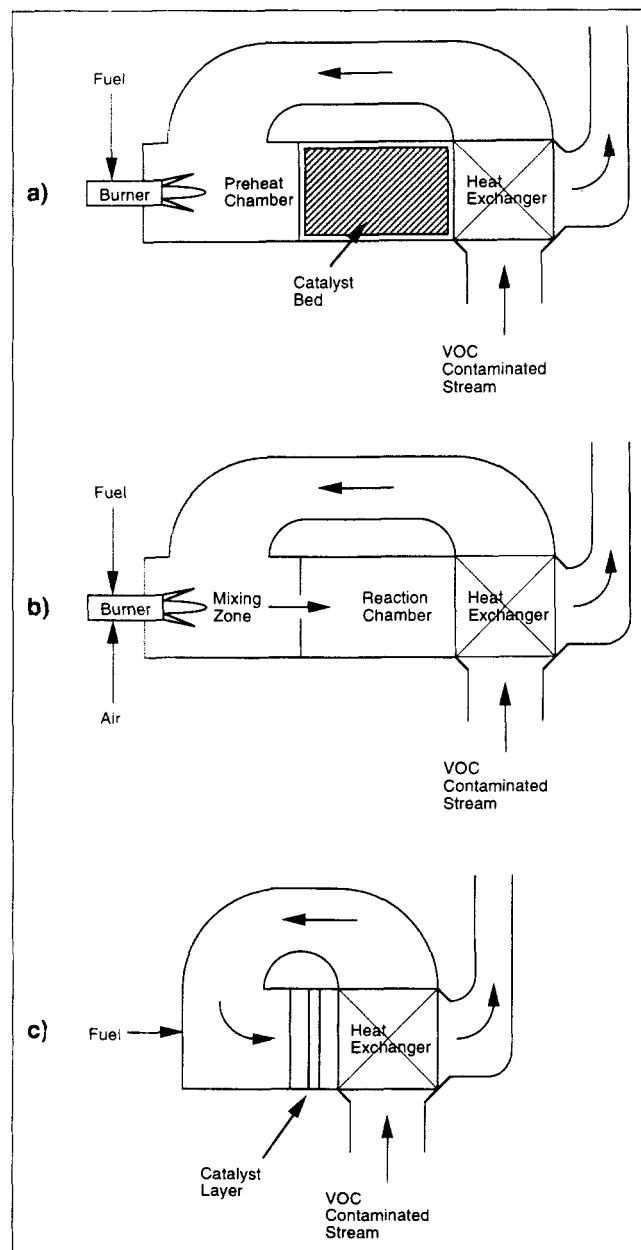 a)
Fuel
Burner
Preheat
Chamber
Heat
Exchanger
Catalyst
Bed
VOC
Contaminated
Stream
b)
Fuel
Burner
Mixing
Zone
Reaction
Chamber
Heat
Exchanger
Air
VOC
Contaminated
Stream
c)
Fuel
Heat
Exchanger
Catalyst
Layer
VOC
Contaminated
Stream